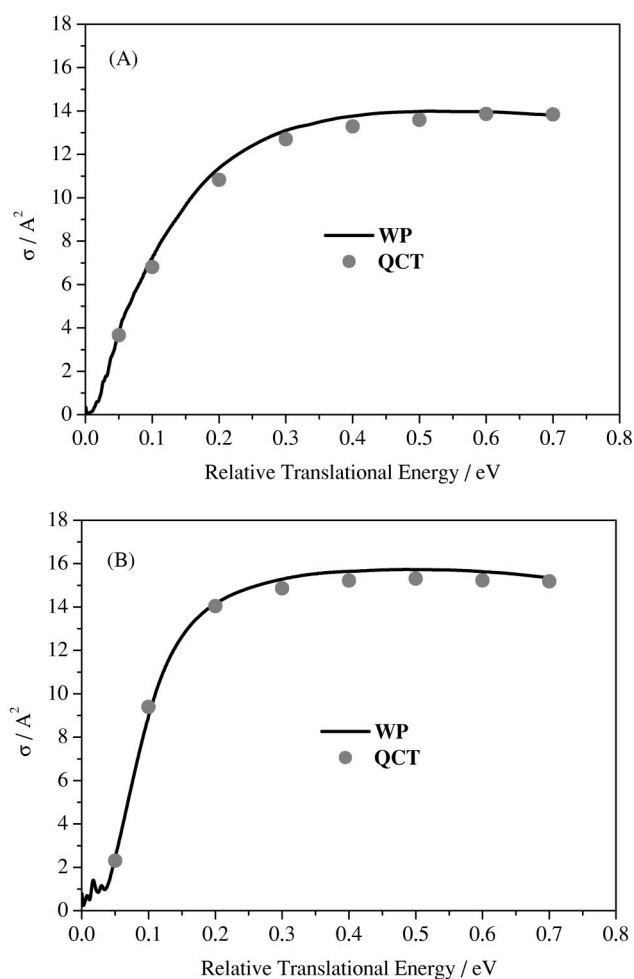 (A)
18
16
14
12
10
8
6
4
2
0
σ / A²
WP
QCT
0.0 0.1 0.2 0.3 0.4 0.5 0.6 0.7 0.8
Relative Translational Energy / eV
(B)
18
16
14
12
10
8
6
4
2
0
σ / A²
WP
QCT
0.0 0.1 0.2 0.3 0.4 0.5 0.6 0.7 0.8
Relative Translational Energy / eV